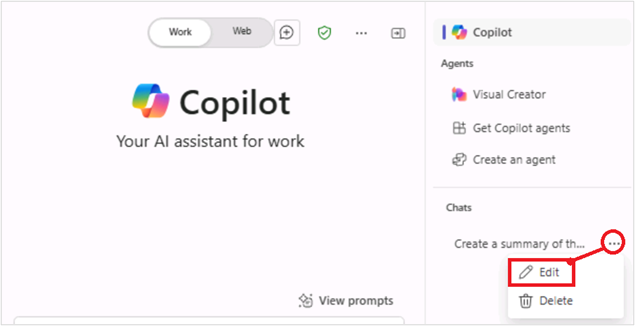 Work
Web
Copilot
Your AI assistant for work
View prompts
Copilot
Agents
Visual Creator
Get Copilot agents
Create an agent
Chats
Create a summary of th...
Edit
Delete